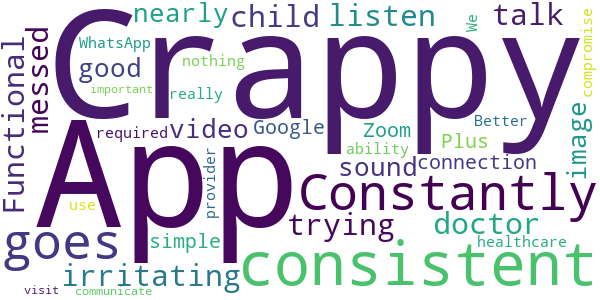 nearly child listen talk
WhatsApp We
Functional messed good nothing Crappy compromise
important really
required video Google Zoom Better image
App ability Plus
provider sound connection
Constantly
goes trying doctor
simple healthcare
use irritating consistent
visit communicate